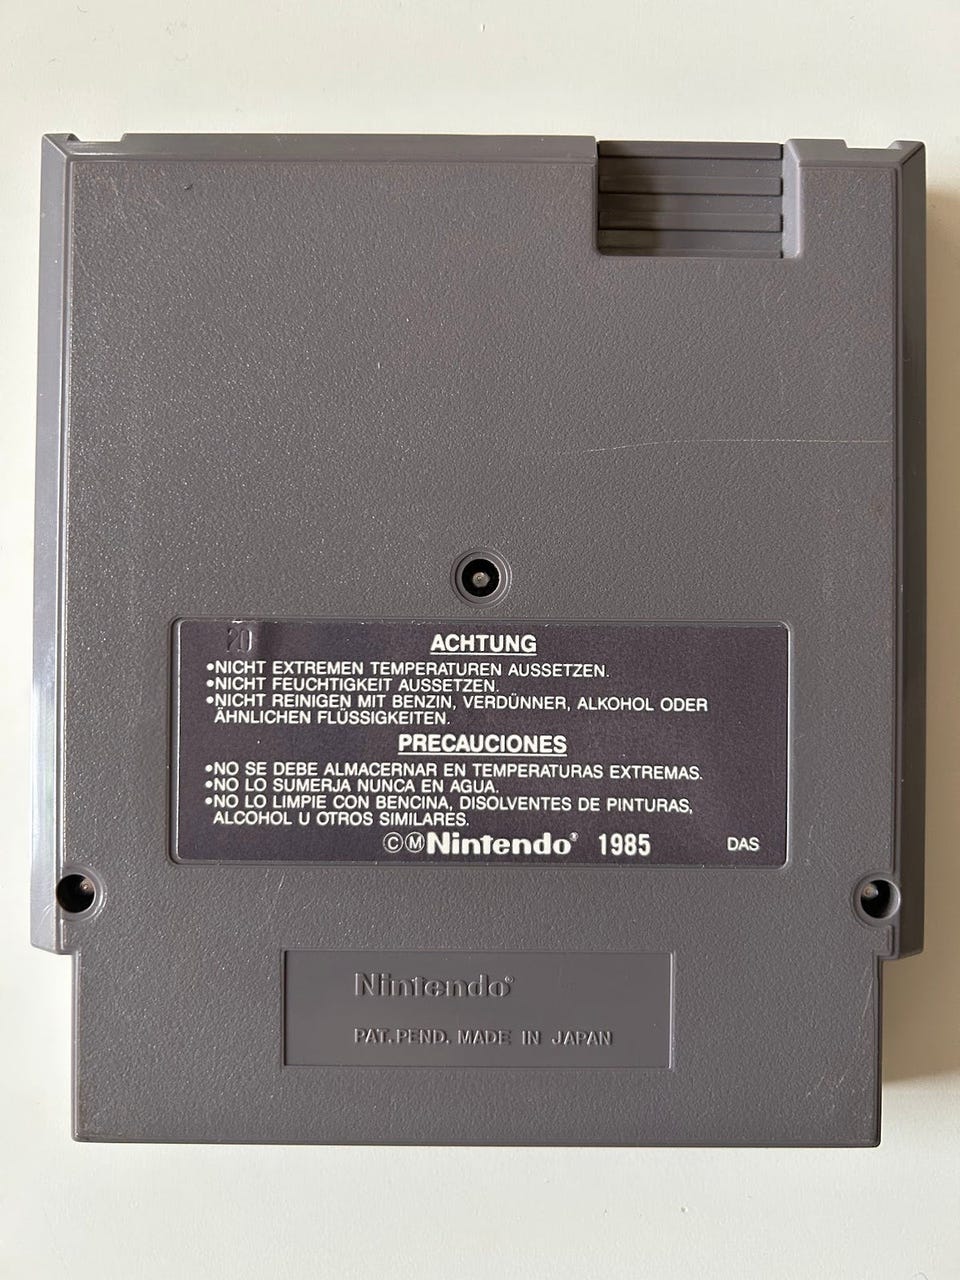 20
ACHTUNG
•NICHT EXTREMEN TEMPERATUREN AUSSETZEN.
•NICHT FEUCHTIGKEIT AUSSETZEN.
•NICHT REINIGEN MIT BENZIN, VERDÜNNER, ALKOHOL ODER
ÄHNLICHEN FLÜSSIGKEITEN.
PRECAUCIONES
•NO SE DEBE ALMACERNAR EN TEMPERATURAS EXTREMAS.
•NO LO SUMERJA NUNCA EN AGUA.
•NO LO LIMPIE CON BENCINA, DISOLVENTES DE PINTURAS,
ALCOHOL U OTROS SIMILARES.
©Ⓜ Nintendo® 1985 DAS
Nintendo®
PAT. PEND. MADE IN JAPAN